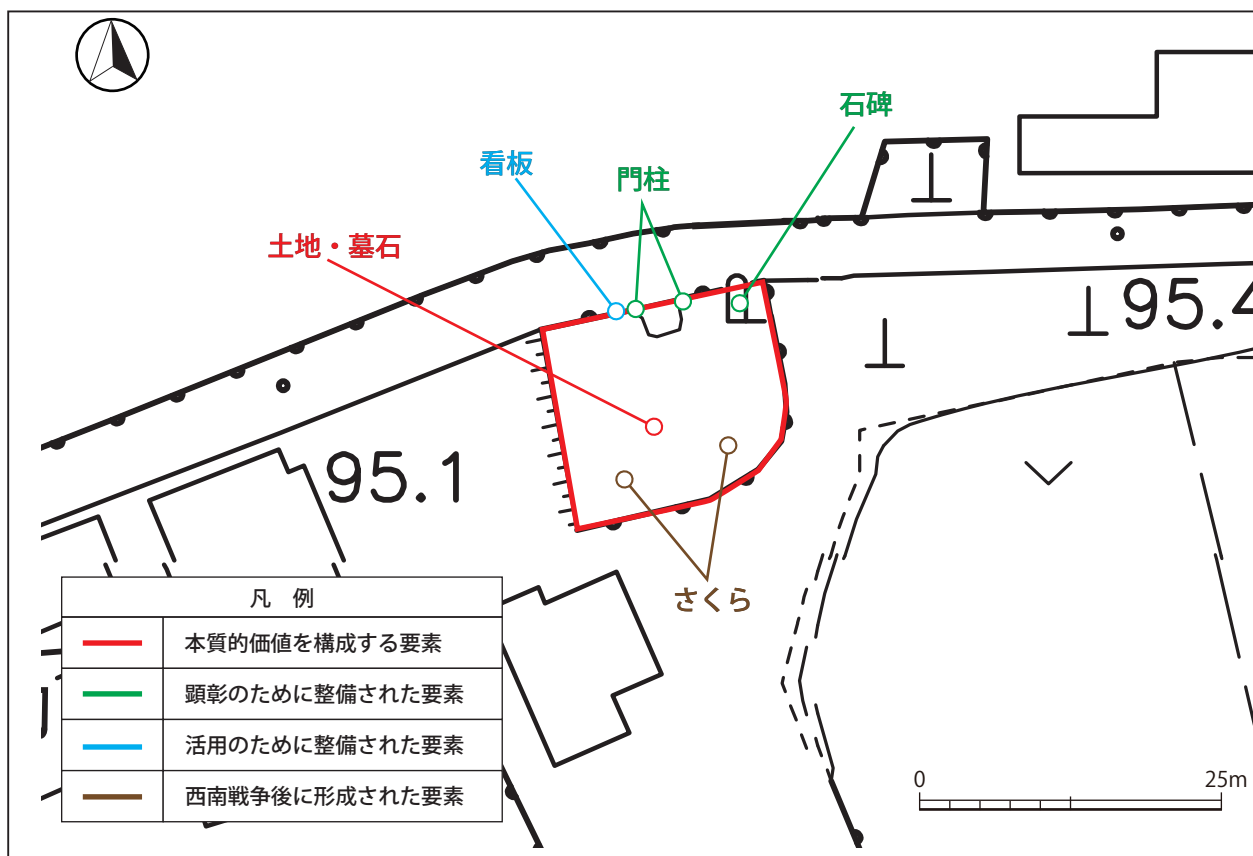 石碑
看板
門柱
土地・墓石
95.4
95.1
さくら
凡 例
本質的価値を構成する要素
顕彰のために整備された要素
活用のために整備された要素
西南戦争後に形成された要素
0
25m